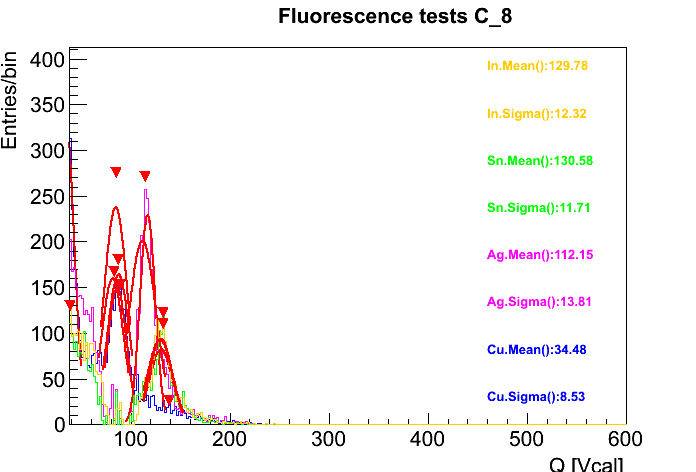 Fluorescence tests C_8
Entries/bin
400
350
300
250
200
150
100
50
0
In.Mean():129.78
In.Sigma():12.32
Sn.Mean():130.58
Sn.Sigma():11.71
Ag.Mean():112.15
Ag.Sigma():13.81
Cu.Mean():34.48
Cu.Sigma():8.53
100 200 300 400 500 600
Q [Vcal]